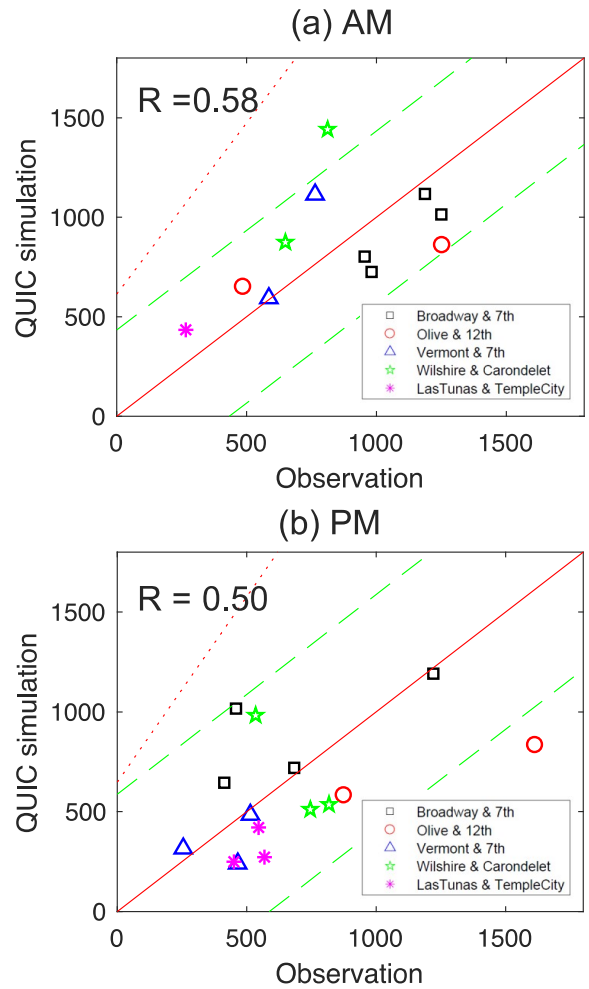 (a) AM
R =0.58
QUIC simulation
1500
1000
500
0
Broadway & 7th
Olive & 12th
Vermont & 7th
Wilshire & Carondelet
LasTunas & TempleCity
0 500 1000 1500
Observation
(b) PM
R = 0.50
QUIC simulation
1500
1000
500
0
Broadway & 7th
Olive & 12th
Vermont & 7th
Wilshire & Carondelet
LasTunas & TempleCity
0 500 1000 1500
Observation